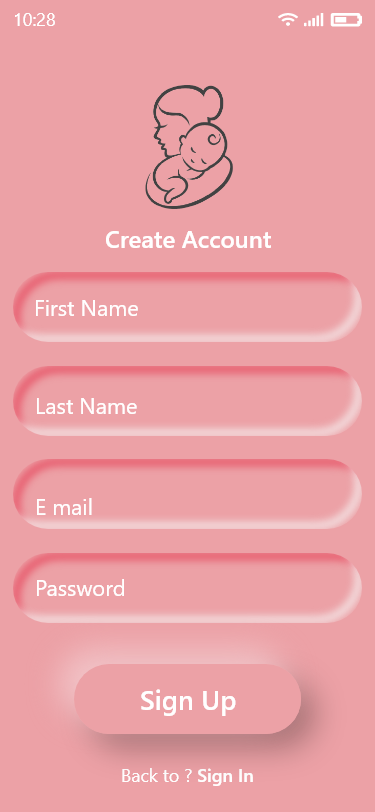 10:28
Create Account
First Name
Last Name
E mail
Password
Sign Up
Back to ? Sign In